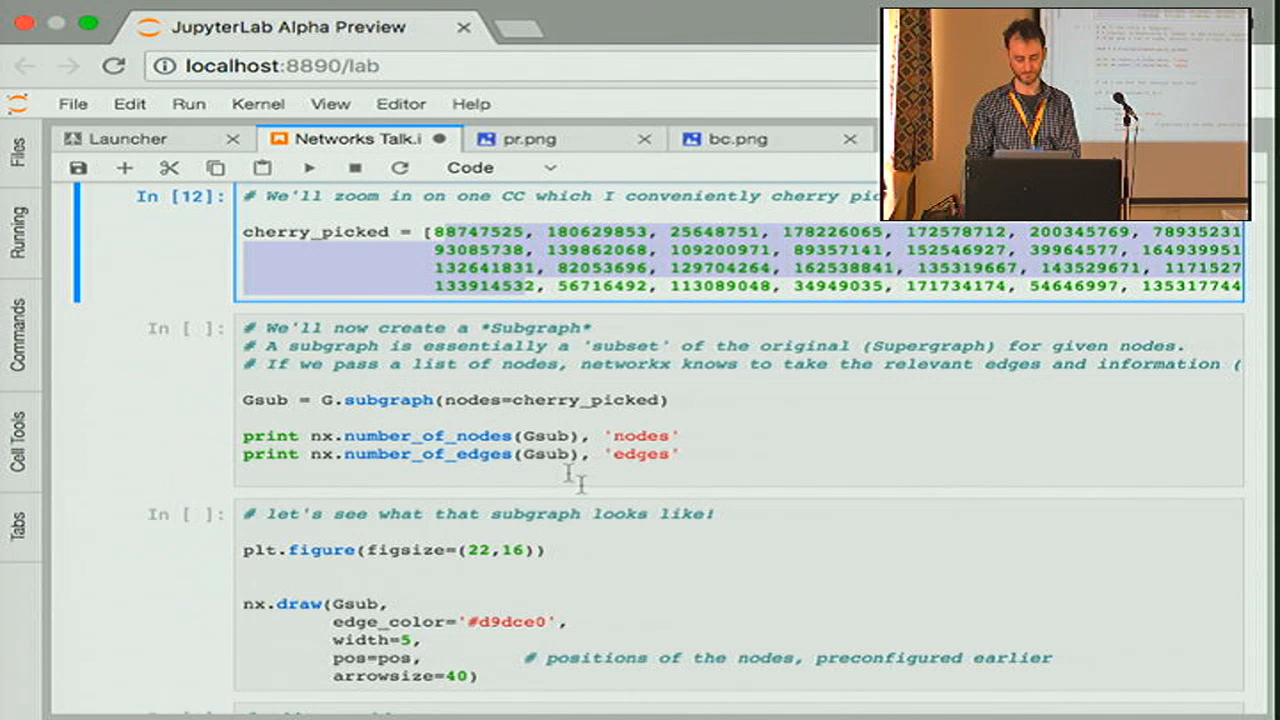 JupyterLab Alpha Preview
localhost:8890/lab
File Edit Run Kernel View Editor Help
Launcher Networks Talk.i pr.png bc.png
Code
Files
Running
Commands
Cell Tools
Tabs
In [12]:
# We'll zoom in on one CC which I conveniently cherry pic
cherry_picked = [88747525, 180629853, 25648751, 178226065, 172578712, 200345769, 78935231
93085738, 139862068, 109200971, 89357141, 152546927, 39964577, 164939951
132641831, 82053696, 129704264, 162538841, 135319667, 143529671, 1171527
133914532, 56716492, 113089048, 34949035, 171734174, 54646997, 135317744
In [ ]:
# We'll now create a *Subgraph*
# A subgraph is essentially a 'subset' of the original (Supergraph) for given nodes.
# If we pass a list of nodes, networkx knows to take the relevant edges and information (
Gsub = G.subgraph(nodes=cherry_picked)
print nx.number_of_nodes(Gsub), 'nodes'
print nx.number_of_edges(Gsub), 'edges'
In [ ]:
# let's see what that subgraph looks like!
plt.figure(figsize=(22,16))
nx.draw(Gsub,
edge_color='#d9dce0',
width=5,
pos=pos, # positions of the nodes, preconfigured earlier
arrowsize=40)